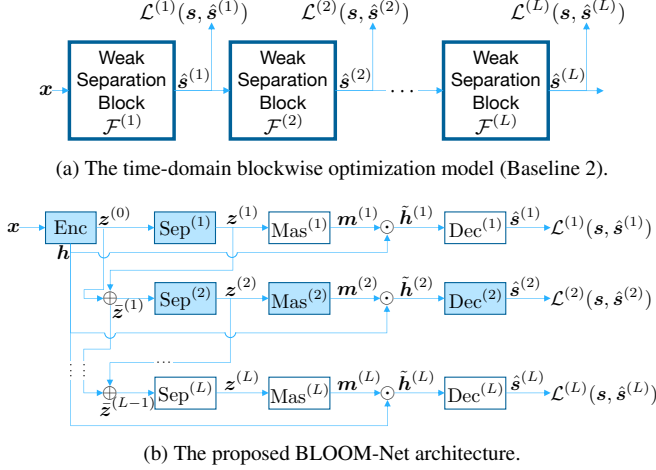 ℒ^(1)(s, ŝ^(1)) ℒ^(2)(s, ŝ^(2)) ℒ^(L)(s, ŝ^(L))
x Weak Separation Block ℱ^(1) ŝ^(1) Weak Separation Block ℱ^(2) ŝ^(2) ··· Weak Separation Block ℱ^(L) ŝ^(L)
(a) The time-domain blockwise optimization model (Baseline 2).
x Enc z^(0) Sep^(1) z^(1) Mas^(1) m^(1) ⊙ h̃^(1) Dec^(1) ŝ^(1) ℒ^(1)(s, ŝ^(1))
h
⊕ z̄^(1) Sep^(2) z^(2) Mas^(2) m^(2) ⊙ h̃^(2) Dec^(2) ŝ^(2) ℒ^(2)(s, ŝ^(2))
⋮ ⋮ ···
⊕ z̄^(L−1) Sep^(L) z^(L) Mas^(L) m^(L) ⊙ h̃^(L) Dec^(L) ŝ^(L) ℒ^(L)(s, ŝ^(L))
(b) The proposed BLOOM-Net architecture.